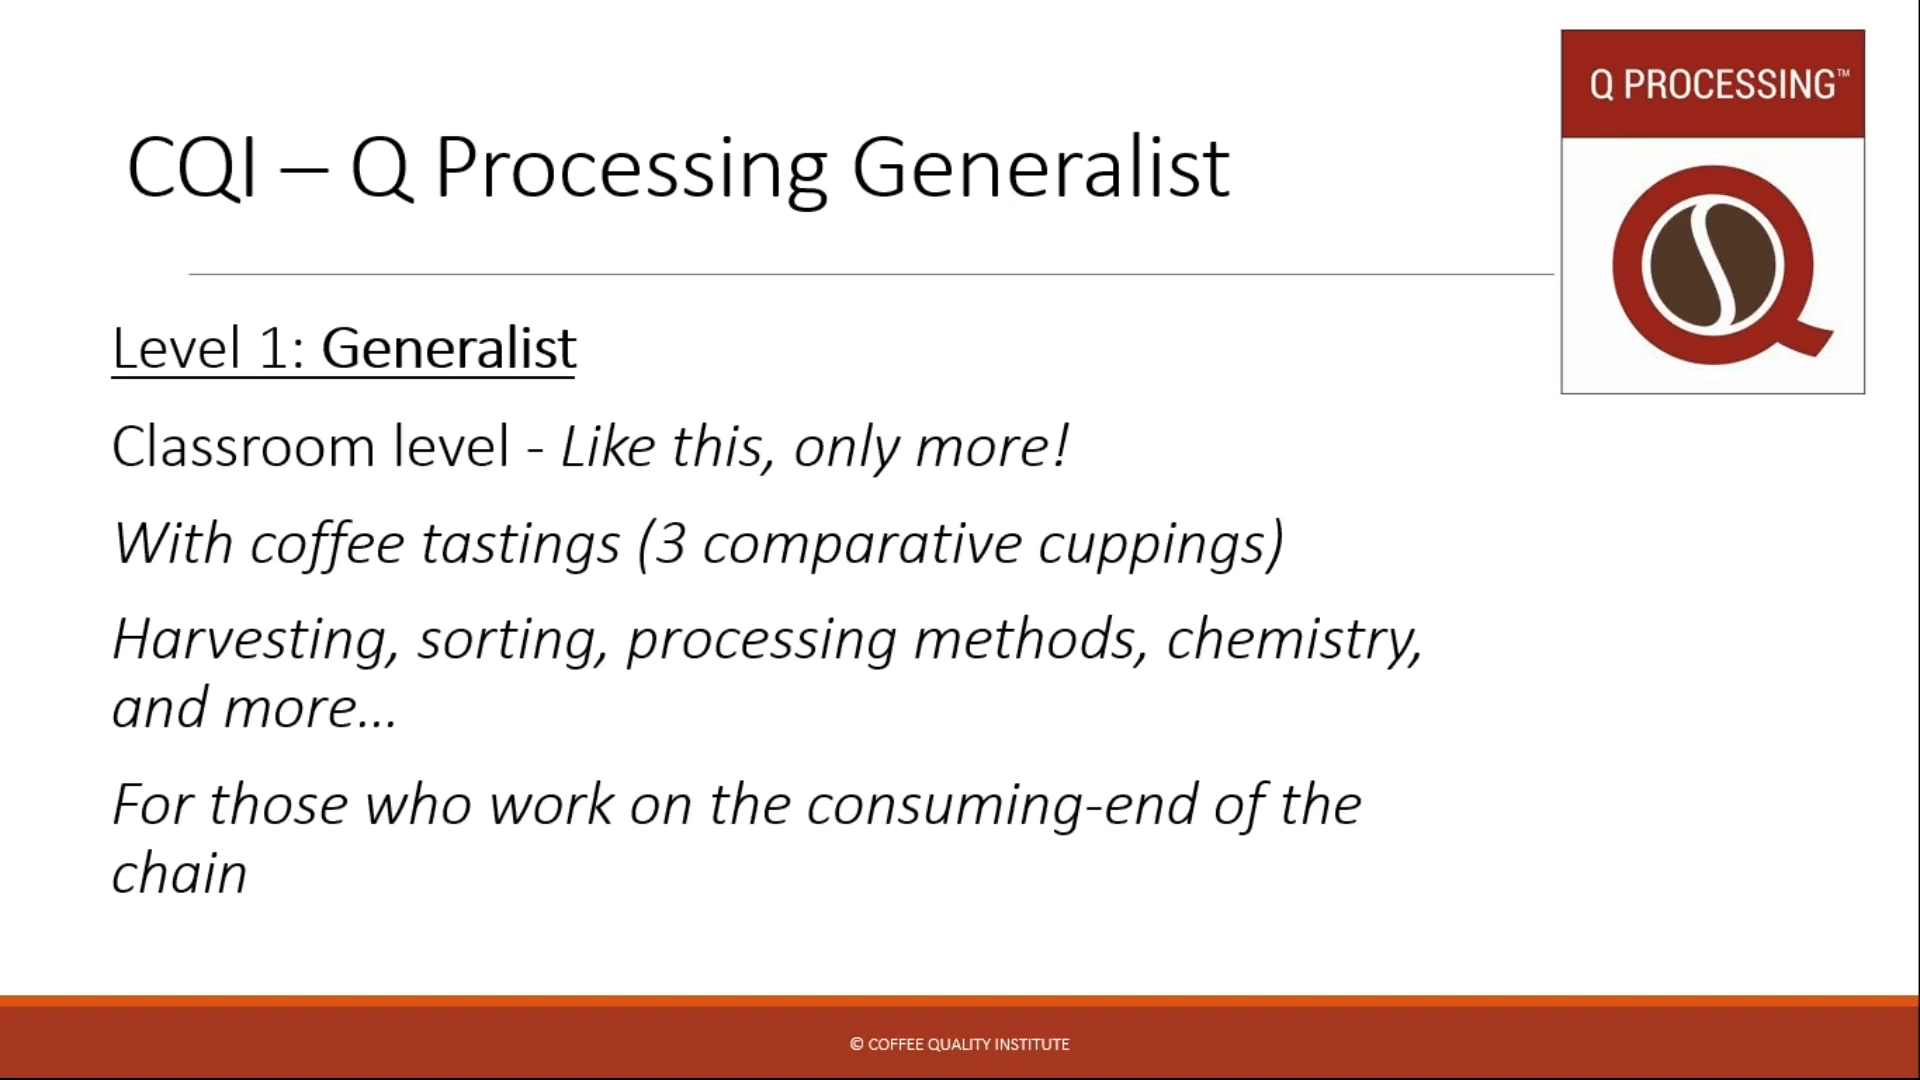 Q PROCESSING™
CQI – Q Processing Generalist
Level 1: Generalist
Classroom level - Like this, only more!
With coffee tastings (3 comparative cuppings)
Harvesting, sorting, processing methods, chemistry,
and more…
For those who work on the consuming-end of the
chain
© COFFEE QUALITY INSTITUTE